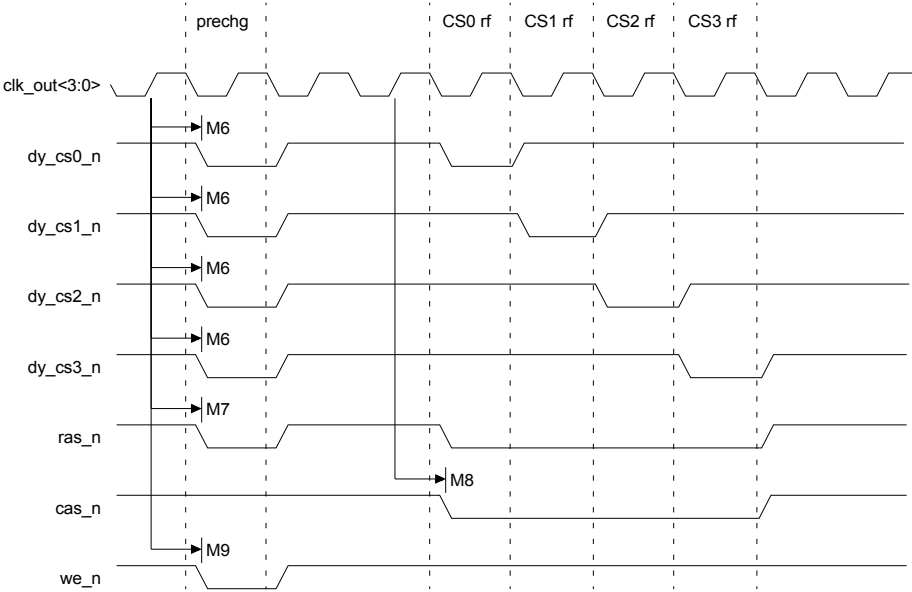 prechg CS0 rf CS1 rf CS2 rf CS3 rf
clk_out<3:0>
M6
dy_cs0_n
M6
dy_cs1_n
M6
dy_cs2_n
M6
dy_cs3_n
M7
ras_n
M8
cas_n
M9
we_n